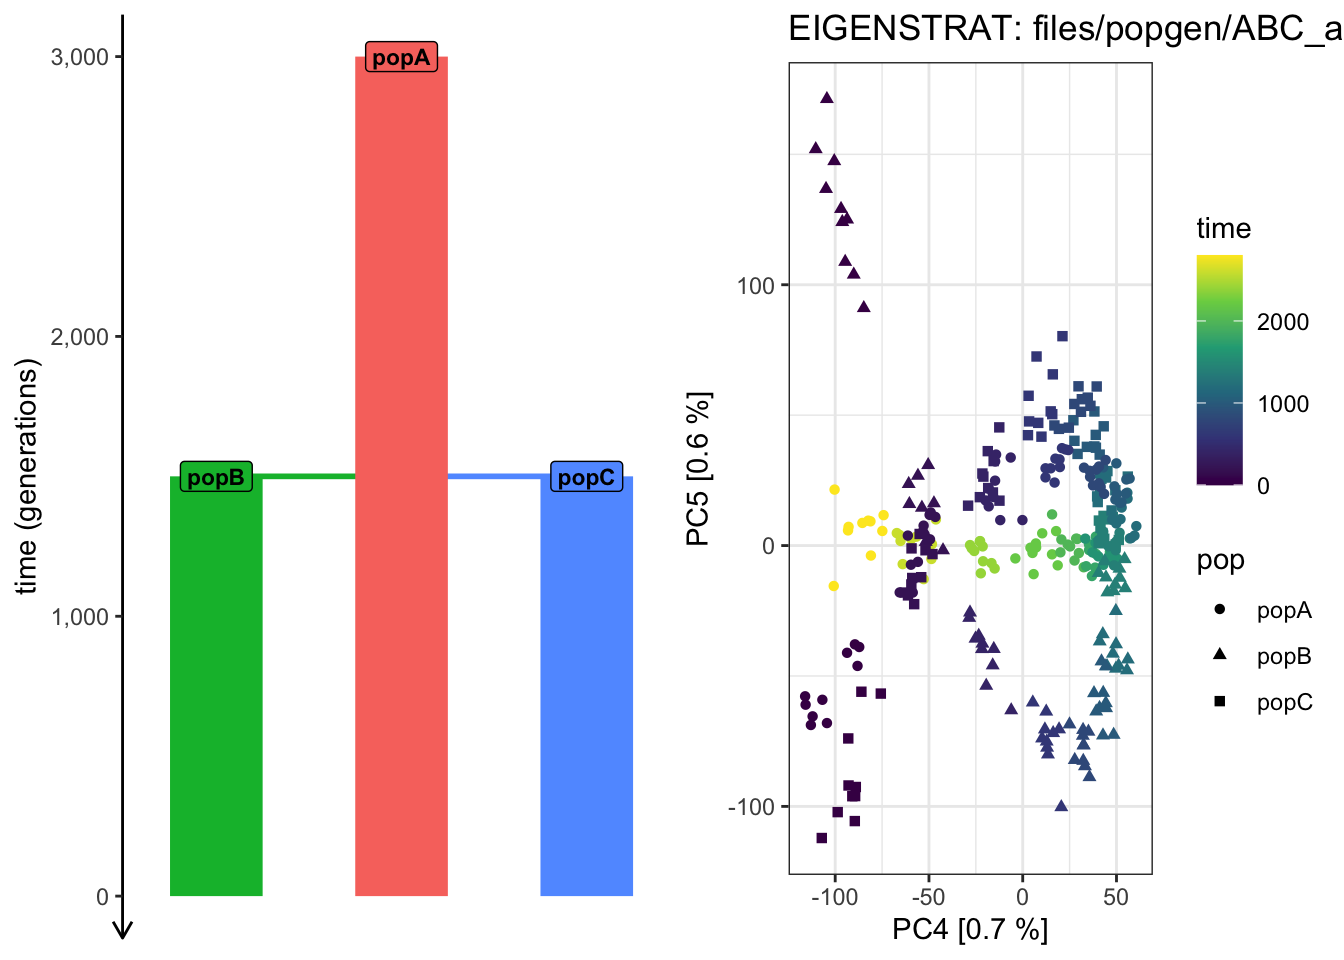 3,000
2,000
1,000
0
time (generations)
popA
popB
popC
EIGENSTRAT: files/popgen/ABC_a
100
0
-100
PC5 [0.6 %]
-100
-50
0
50
PC4 [0.7 %]
time
2000
1000
0
pop
popA
popB
popC